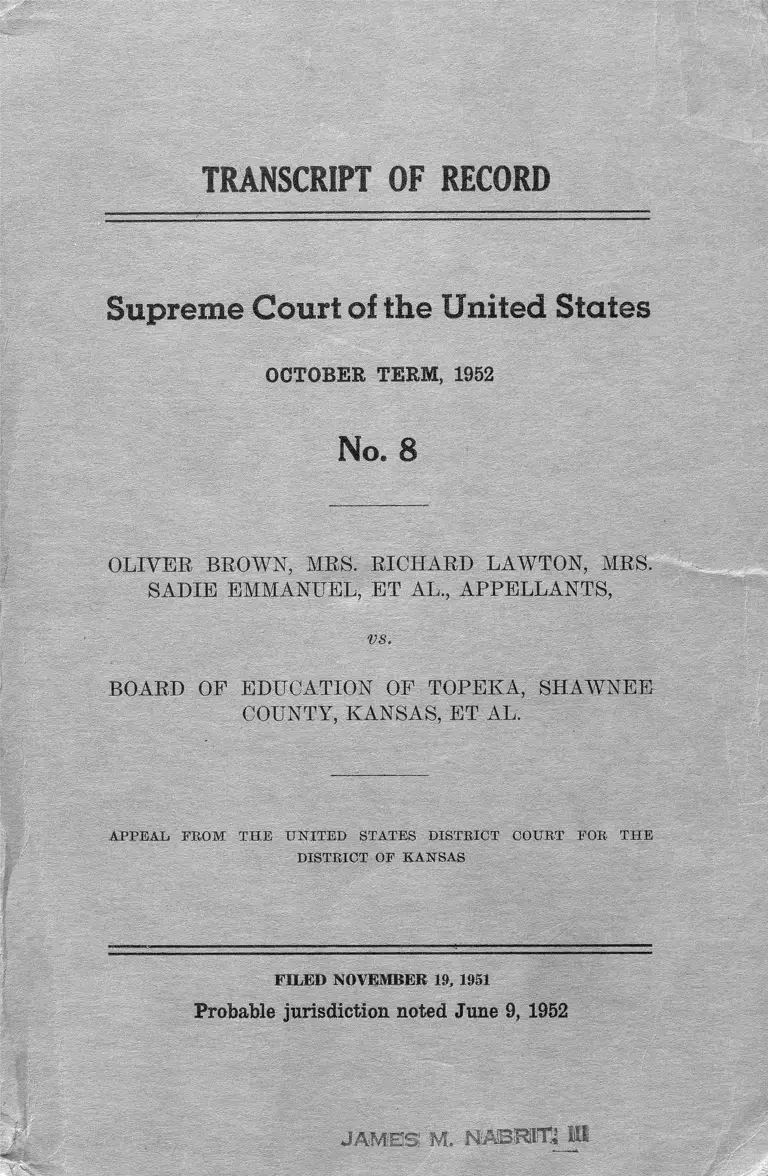 TRANSCRIPT OF RECORD
Supreme Court of the United States
OCTOBER TERM, 1952
No. 8
OLIVER BROWN, MRS. RICHARD LAWTON, MRS.
SADIE EMMANUEL, ET AL., APPELLANTS,
vs.
BOARD OF EDUCATION OF TOPEKA, SHAWNEE
COUNTY, KANSAS, ET AL.
APPEAL FROM THE UNITED STATES DISTRICT COURT FOR THE
DISTRICT OF KANSAS
FILED NOVEMBER 19, 1951
Probable jurisdiction noted June 9, 1952
JAMES M. NABRIT, III